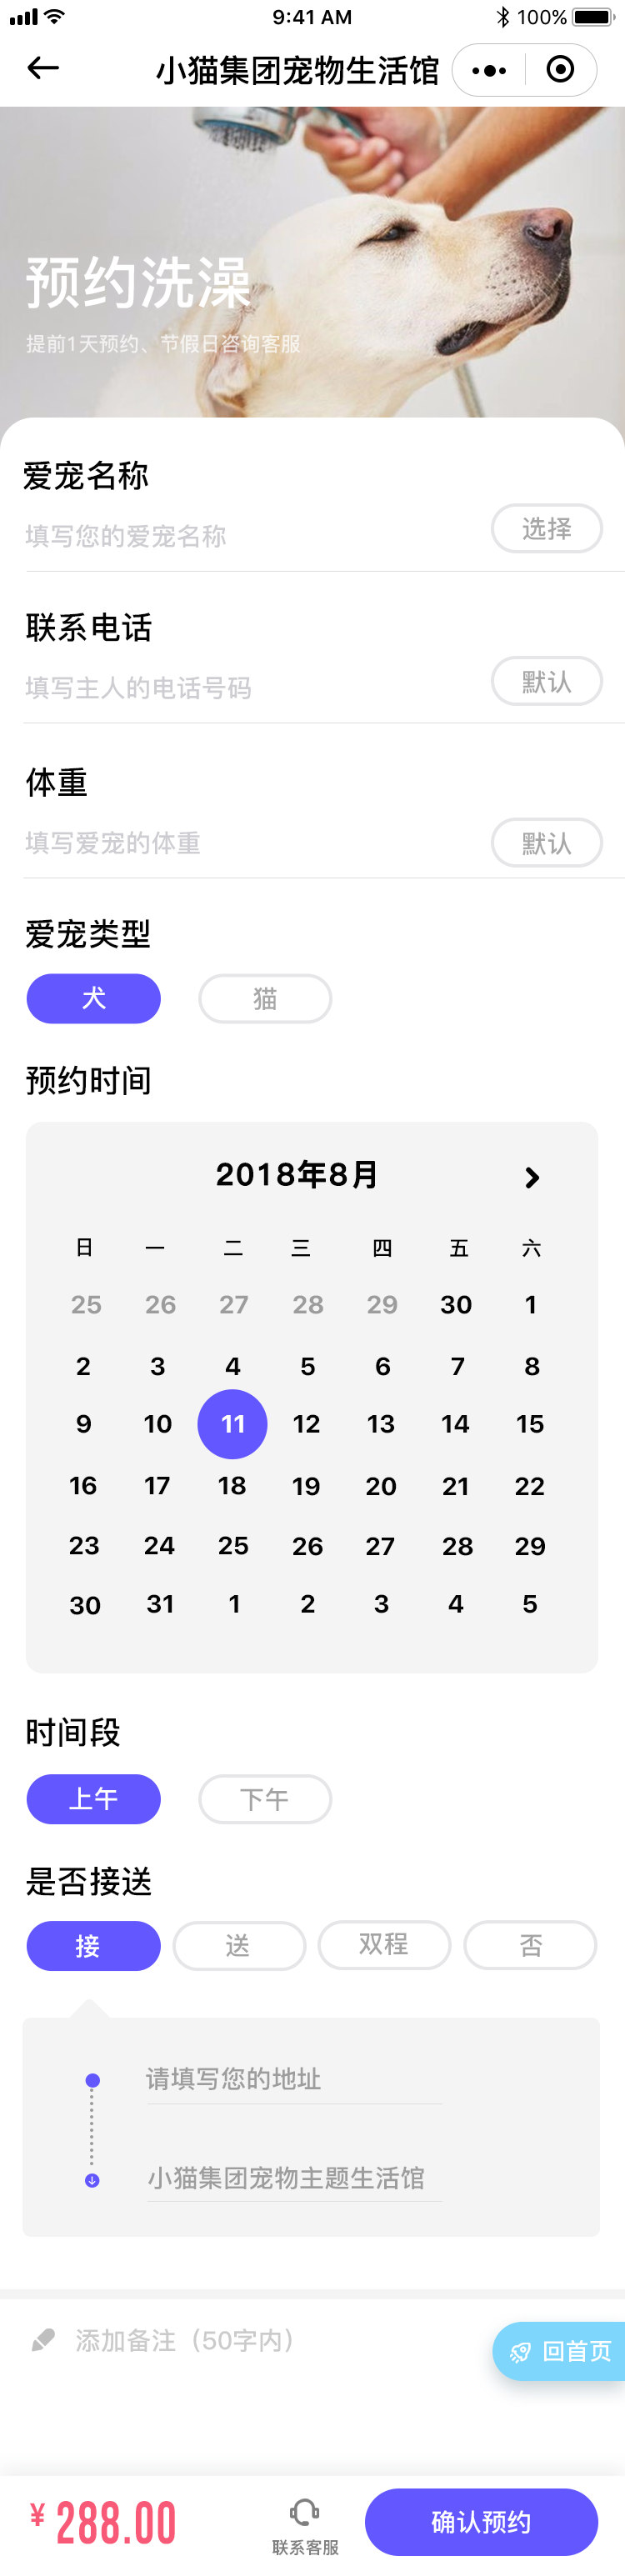 9:41 AM 100%
小猫集团宠物生活馆
预约洗澡
提前1天预约、节假日咨询客服
爱宠名称
填写您的爱宠名称 选择
联系电话
填写主人的电话号码 默认
体重
填写爱宠的体重 默认
爱宠类型
犬 猫
预约时间
2018年8月
日 一 二 三 四 五 六
25 26 27 28 29 30 1
2 3 4 5 6 7 8
9 10 11 12 13 14 15
16 17 18 19 20 21 22
23 24 25 26 27 28 29
30 31 1 2 3 4 5
时间段
上午 下午
是否接送
接 送 双程 否
请填写您的地址
小猫集团宠物主题生活馆
添加备注（50字内）
回首页
¥ 288.00 联系客服 确认预约